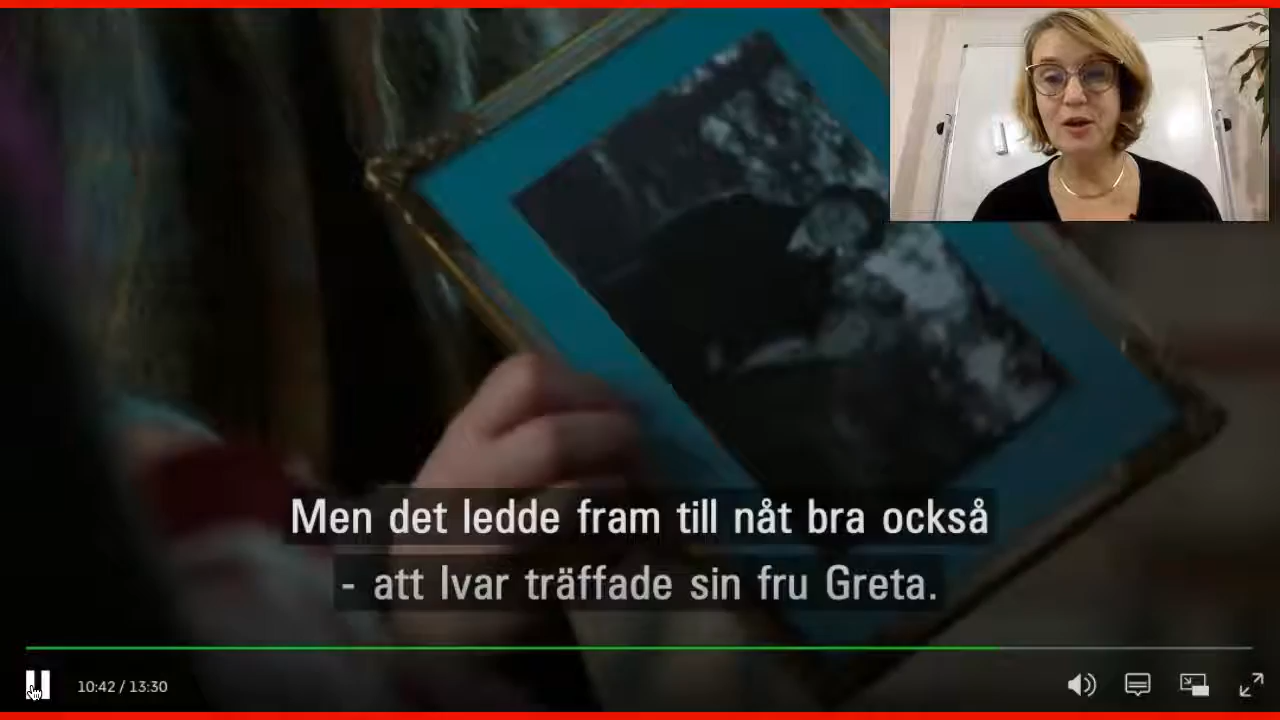 Men det ledde fram till nåt bra också
- att Ivar träffade sin fru Greta.
10:42 / 13:30